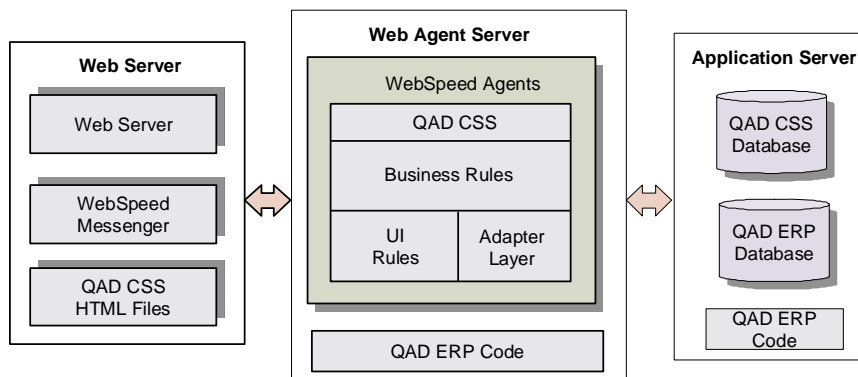 Web Server
Web Server
WebSpeed
Messenger
QAD CSS
HTML Files
Web Agent Server
WebSpeed Agents
QAD CSS
Business Rules
UI
Rules
Adapter
Layer
QAD ERP Code
Application Server
QAD CSS
Database
QAD ERP
Database
QAD ERP
Code